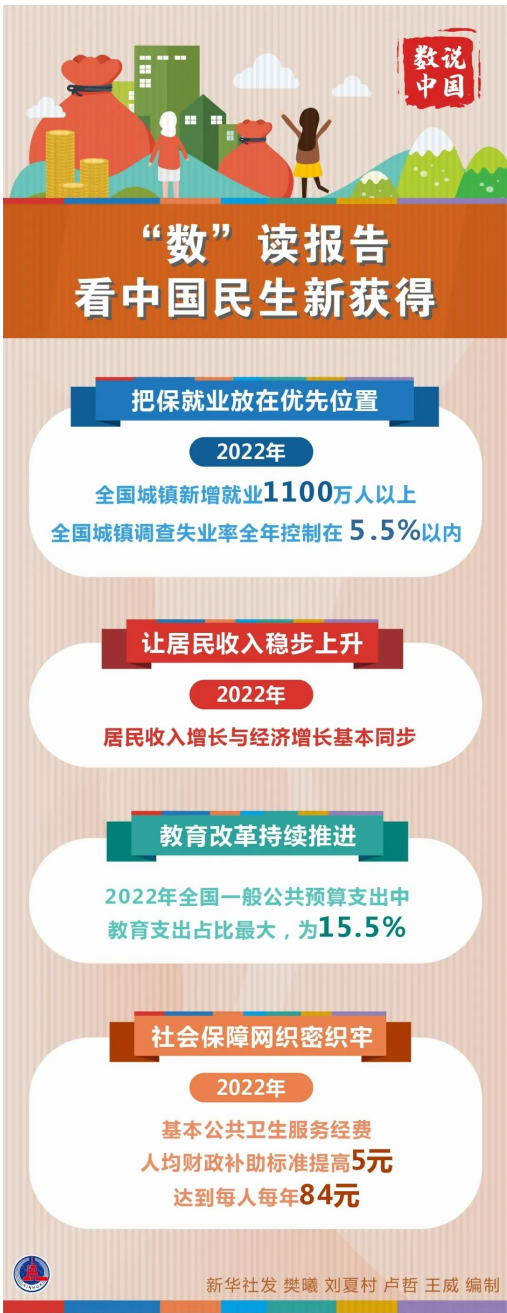 数说
中国
“数”读报告
看中国民生新获得
把保就业放在优先位置
2022年
全国城镇新增就业1100万人以上
全国城镇调查失业率全年控制在 5.5%以内
让居民收入稳步上升
2022年
居民收入增长与经济增长基本同步
教育改革持续推进
2022年全国一般公共预算支出中
教育支出占比最大，为15.5%
社会保障网织密织牢
2022年
基本公共卫生服务经费
人均财政补助标准提高5元
达到每人每年84元
XINHUA
新华社发 樊曦 刘夏村 卢哲 王威 编制